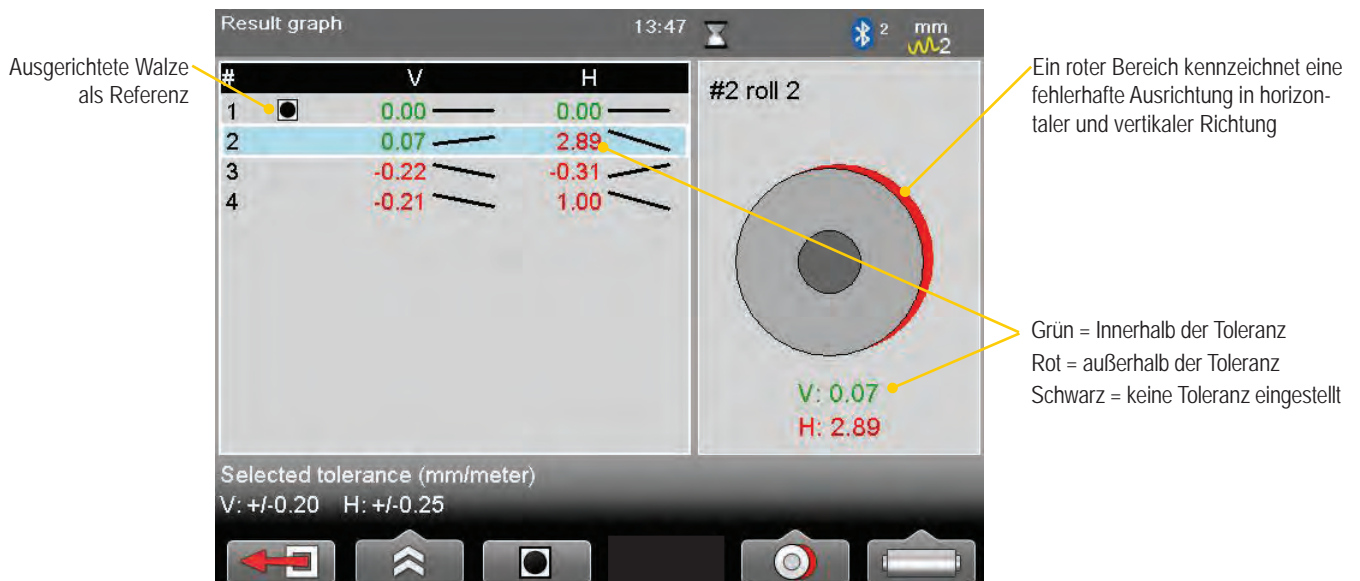 Result graph 13:47 2 mm
2
Ausgerichtete Walze
als Referenz
# V H
1 0.00 0.00
2 0.07 2.89
3 -0.22 -0.31
4 -0.21 1.00
#2 roll 2
V: 0.07
H: 2.89
Ein roter Bereich kennzeichnet eine
fehlerhafte Ausrichtung in horizon-
taler und vertikaler Richtung
Grün = Innerhalb der Toleranz
Rot = außerhalb der Toleranz
Schwarz = keine Toleranz eingestellt
Selected tolerance (mm/meter)
V: +/-0.20 H: +/-0.25